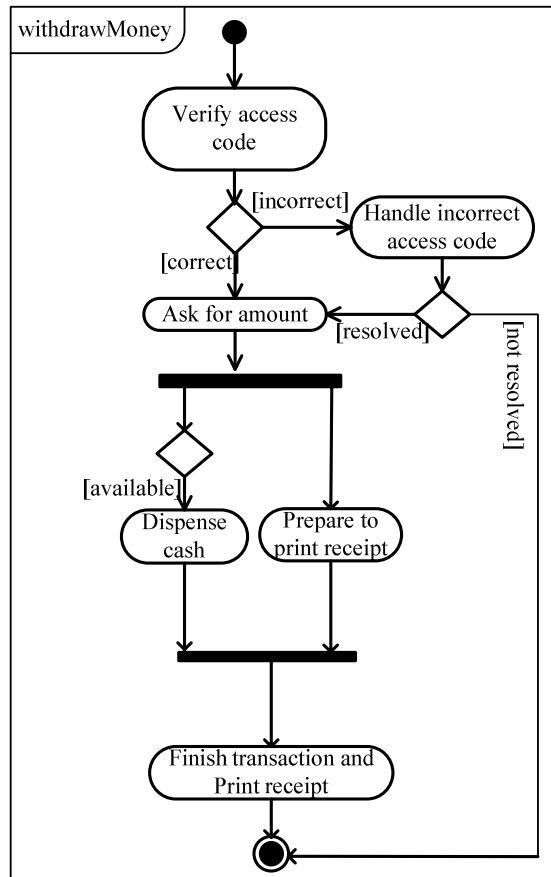 withdrawMoney
Verify access
code
[incorrect]
Handle incorrect
access code
[correct]
Ask for amount
[resolved]
[not resolved]
[available]
Dispense
cash
Prepare to
print receipt
Finish transaction and
Print receipt